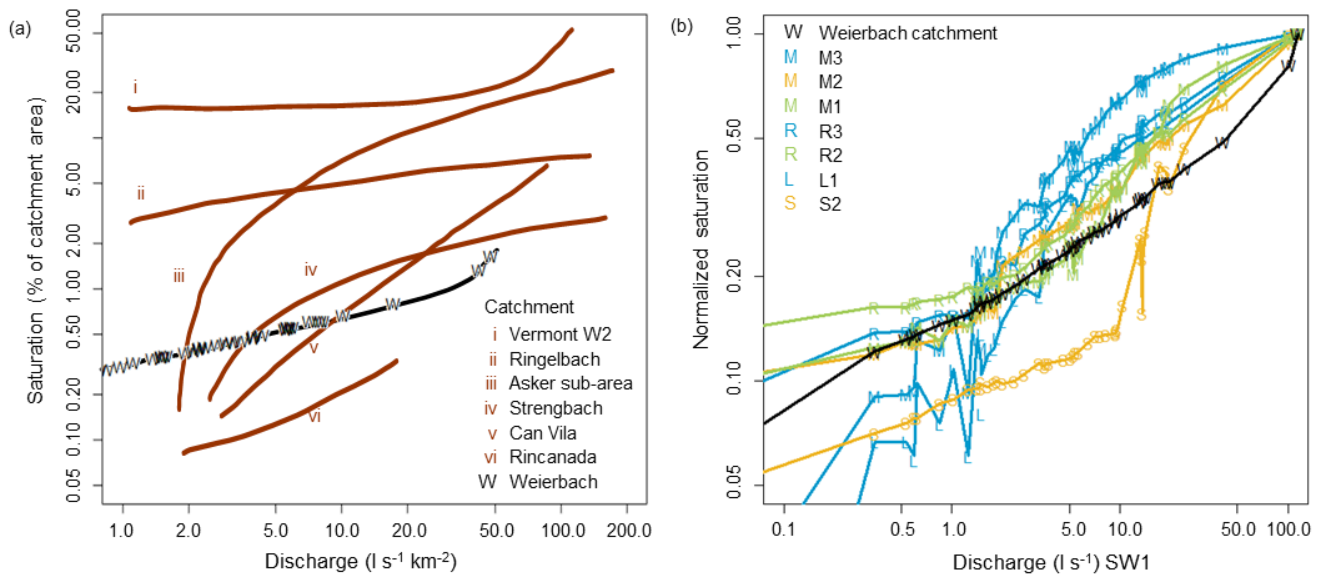 (a)
Saturation (% of catchment area)
50.00
20.00
5.00
2.00
1.00
0.50
0.20
0.10
0.05
i
ii
iii
iv
v
vi
Catchment
i Vermont W2
ii Ringelbach
iii Asker sub-area
iv Strengbach
v Can Vila
vi Rincanada
W Weierbach
1.0 2.0 5.0 10.0 20.0 50.0 200.0
Discharge (l s-1 km-2)
(b)
Normalized saturation
1.00
0.50
0.20
0.10
0.05
W Weierbach catchment
M M3
M M2
M M1
R R3
R R2
L L1
S S2
0.1 0.5 1.0 5.0 10.0 50.0 100.0
Discharge (l s-1) SW1